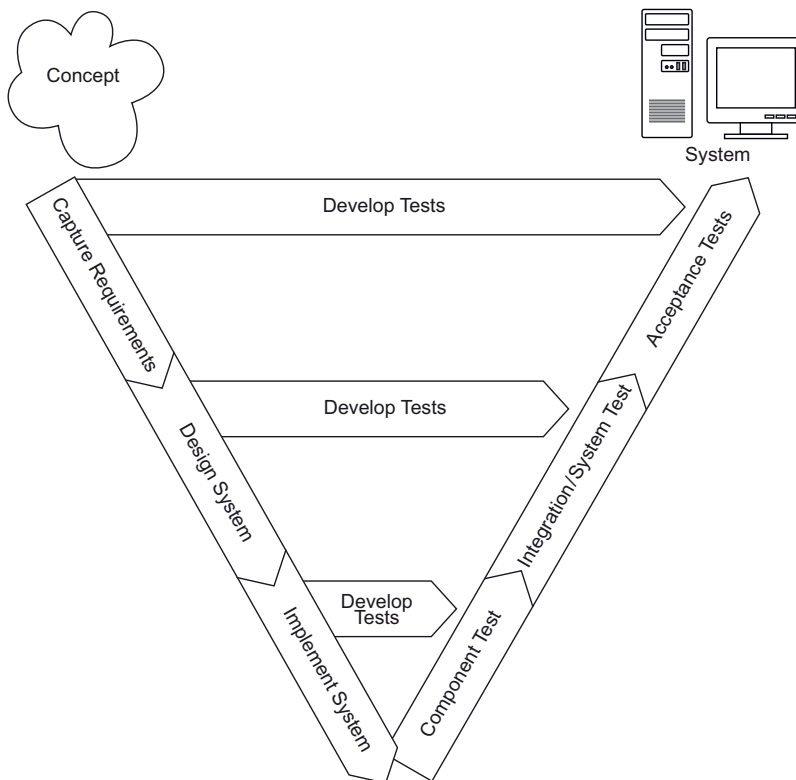 Concept
System
Develop Tests
Capture Requirements
Acceptance Tests
Develop Tests
Design System
Integration/System Test
Develop
Tests
Implement System
Component Test